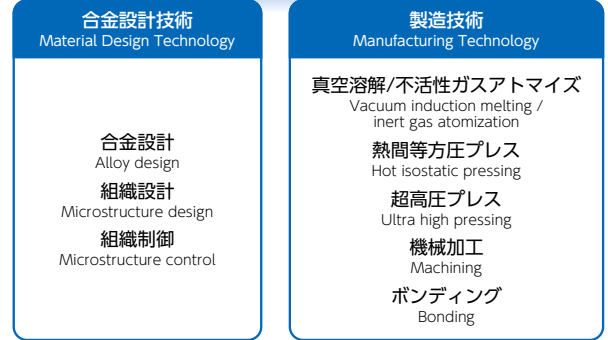 合金設計技術
Material Design Technology
合金設計
Alloy design
組織設計
Microstructure design
組織制御
Microstructure control
製造技術
Manufacturing Technology
真空溶解/不活性ガスアトマイズ
Vacuum induction melting /
inert gas atomization
熱間等方圧プレス
Hot isostatic pressing
超高圧プレス
Ultra high pressing
機械加工
Machining
ボンディング
Bonding